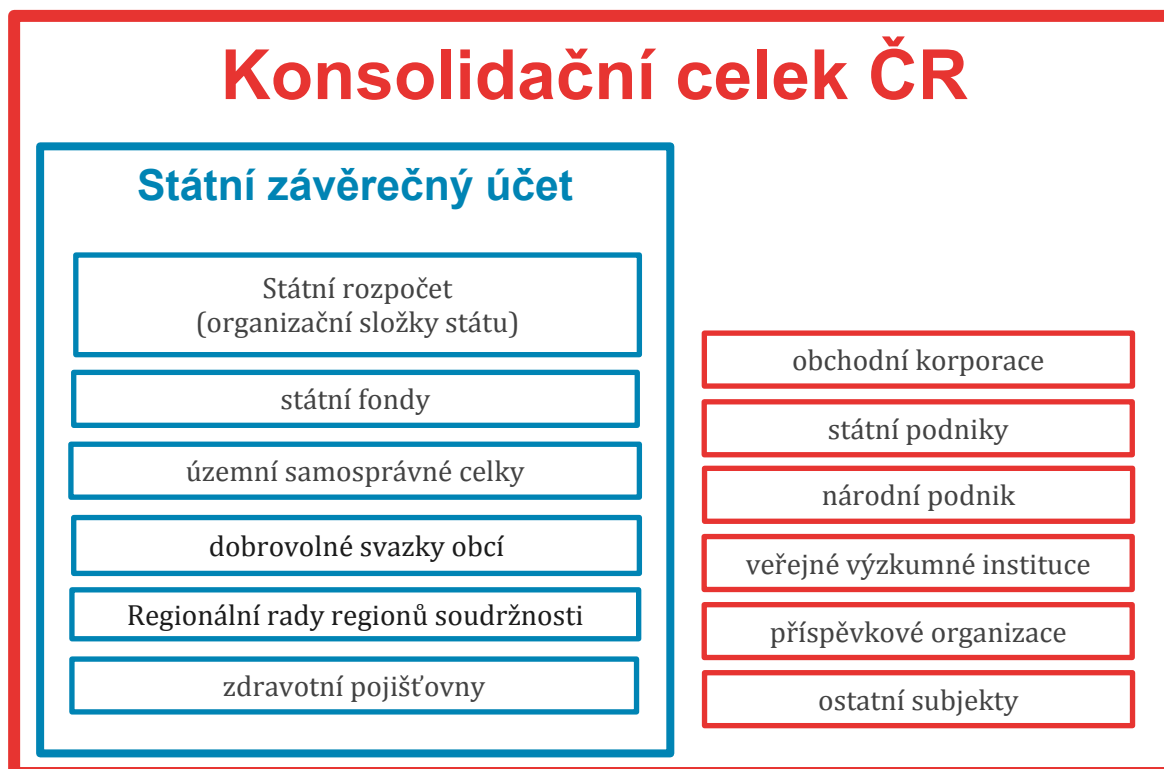 Konsolidační celek ČR
Státní závěrečný účet
Státní rozpočet
(organizační složky státu)
státní fondy
územní samosprávné celky
dobrovolné svazky obcí
Regionální rady regionů soudržnosti
zdravotní pojišťovny
obchodní korporace
státní podniky
národní podnik
veřejné výzkumné instituce
příspěvkové organizace
ostatní subjekty